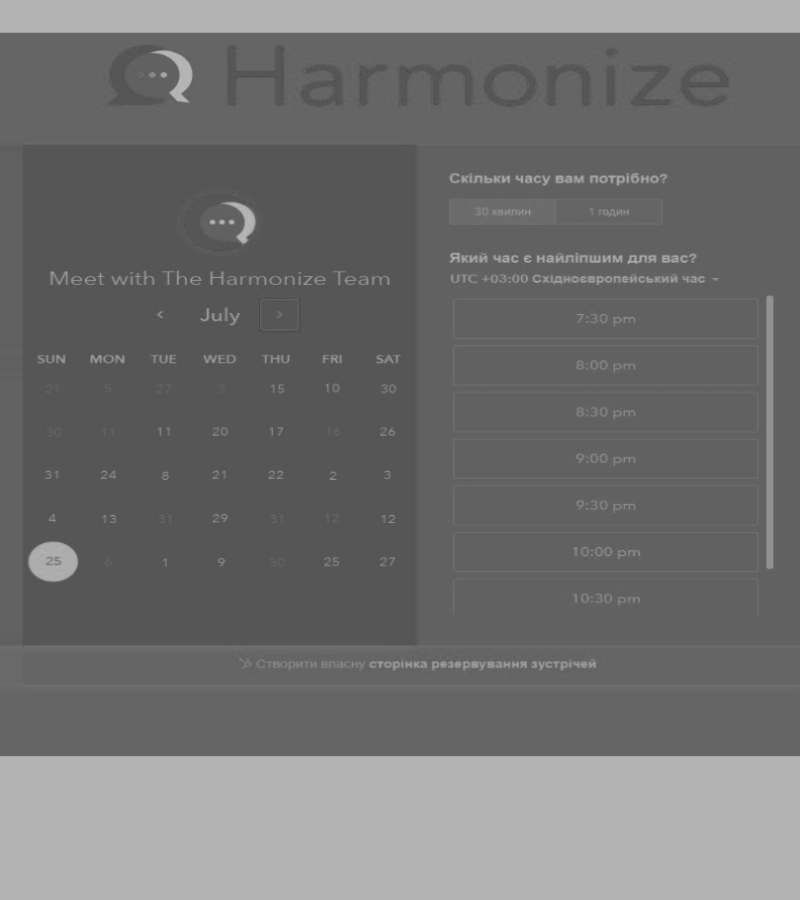 Harmonize
Meet with The Harmonize Team
July
SUN MON TUE WED THU FRI SAT
21 5 27 3 15 10 30
30 11 11 20 17 16 26
31 24 8 21 22 2 3
4 13 31 29 31 12 12
25 6 1 9 30 25 27
Скільки часу вам потрібно?
30 хвилин 1 годин
Який час є найліпшим для вас?
UTC +03:00 Східноєвропейський час
7:30 pm
8:00 pm
8:30 pm
9:00 pm
9:30 pm
10:00 pm
10:30 pm
Створити власну сторінка резервування зустрічей